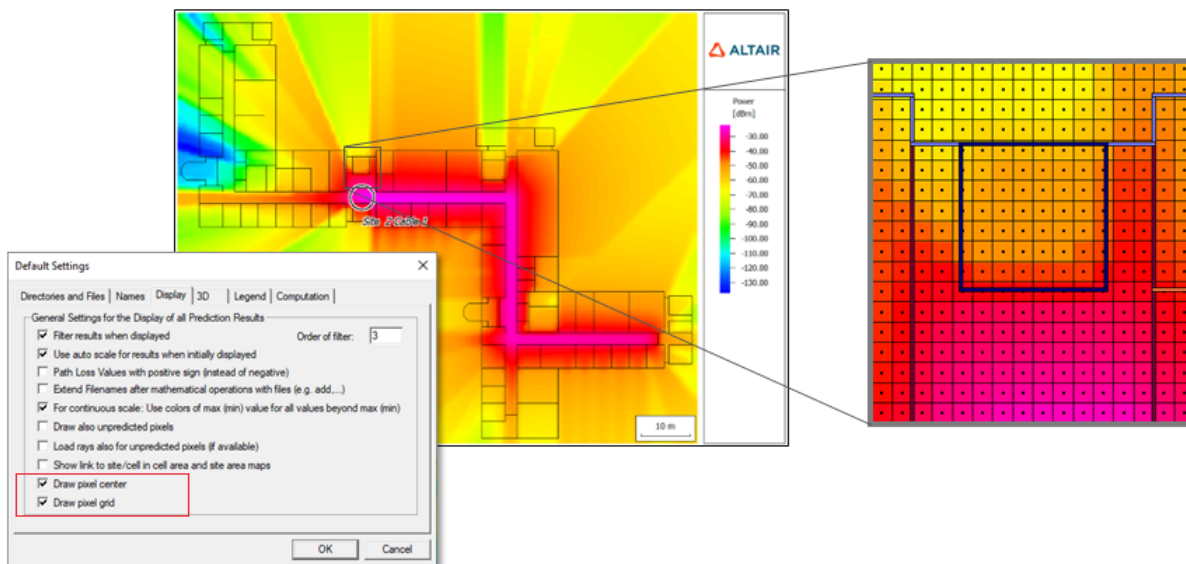 ALTAIR
Power
[dBm]
-30.00
-40.00
-50.00
-60.00
-70.00
-80.00
-90.00
-100.00
-110.00
-120.00
-130.00
Site 2 Cable 1
10 m
Default Settings
Directories and Files | Names | Display | 3D | Legend | Computation
General Settings for the Display of all Prediction Results
Filter results when displayed Order of filter: 3
Use auto scale for results when initially displayed
Path Loss Values with positive sign (instead of negative)
Extend Filenames after mathematical operations with files (e.g. add,...)
For continuous scale: Use colors of max (min) value for all values beyond max (min)
Draw also unpredicted pixels
Load rays also for unpredicted pixels (if available)
Show link to site/cell in cell area and site area maps
Draw pixel center
Draw pixel grid
OK Cancel